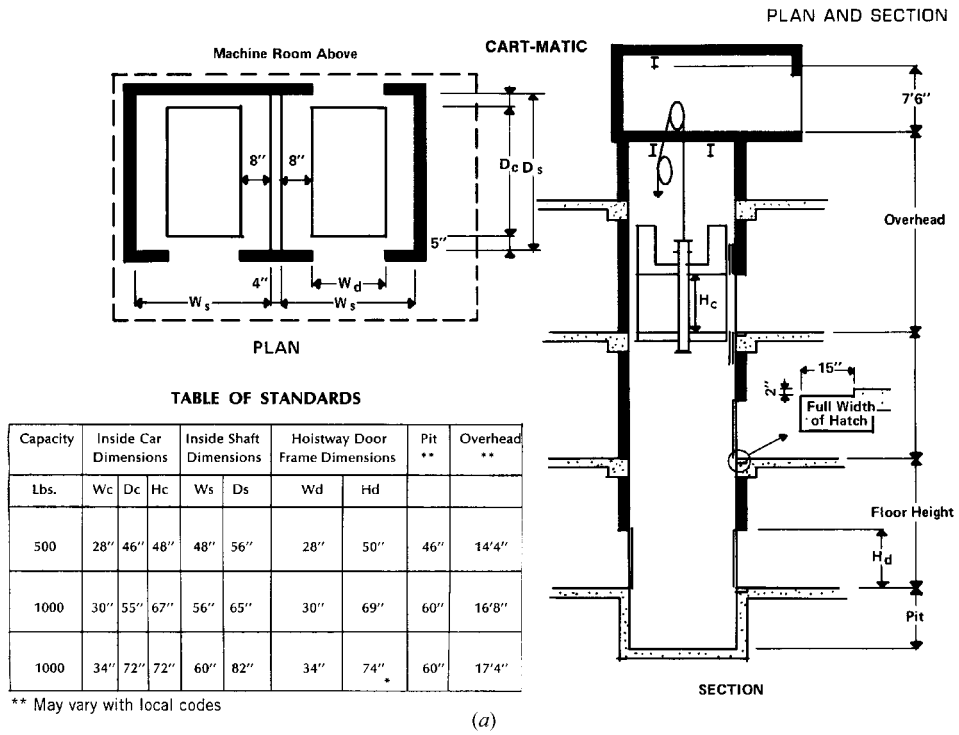 PLAN AND SECTION
CART-MATIC
Machine Room Above
8″ 8″
Dc Ds
5″
4″
Wd
Ws Ws
PLAN
7′6″
Overhead
Hc
15″
2″
Full Width
of Hatch
Floor Height
Hd
Pit
SECTION
TABLE OF STANDARDS
Capacity Inside Car Dimensions Inside Shaft Dimensions Hoistway Door Frame Dimensions Pit ** Overhead **
Lbs. Wc Dc Hc Ws Ds Wd Hd
500 28″ 46″ 48″ 48″ 56″ 28″ 50″ 46″ 14′4″
1000 30″ 55″ 67″ 56″ 65″ 30″ 69″ 60″ 16′8″
1000 34″ 72″ 72″ 60″ 82″ 34″ 74″ * 60″ 17′4″
** May vary with local codes
(a)